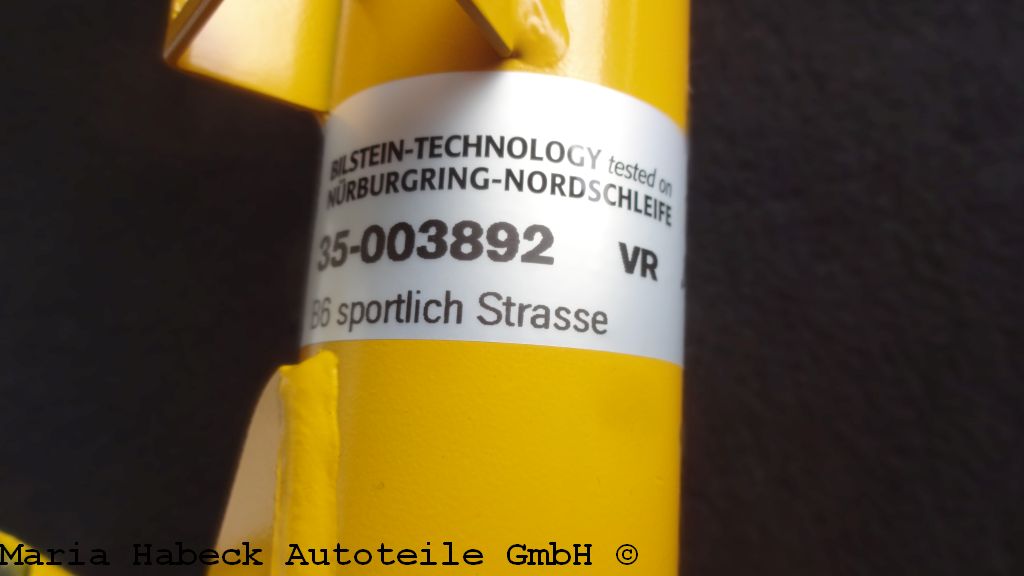 BILSTEIN-TECHNOLOGY tested on
NÜRBURGRING-NORDSCHLEIFE
35-003892 VR
B6 sportlich Strasse
Maria Habeck Autoteile GmbH ©